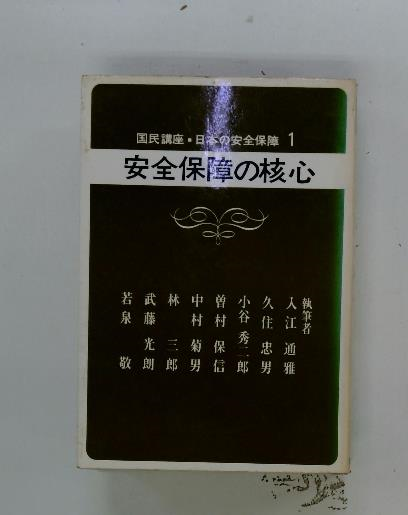 国民講座・日本の安全保障 1
安全保障の核心
執筆者
入江通雅
久住忠男
小谷秀二郎
曽村保信
中村菊男
林三郎
武藤光朗
若泉敬